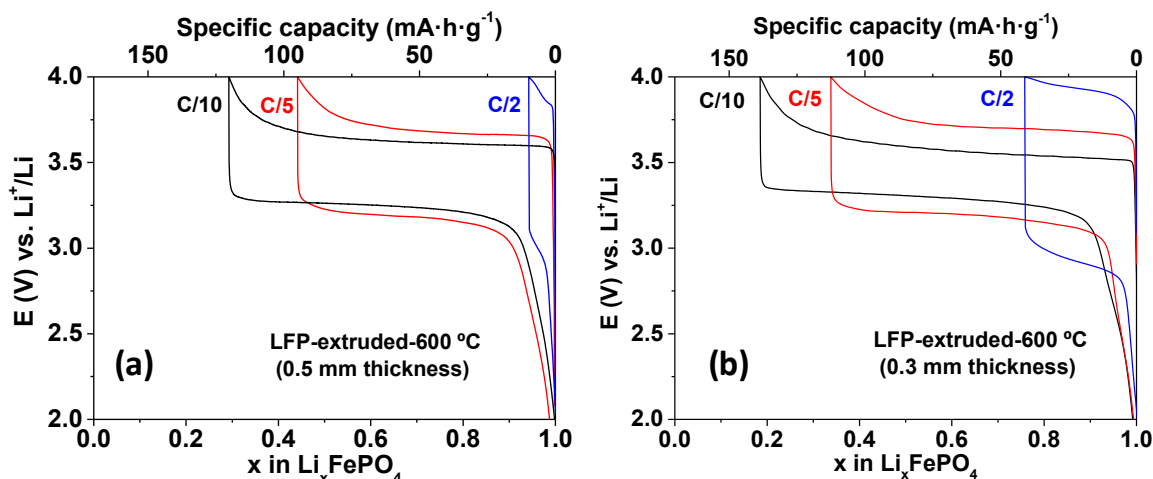 Specific capacity (mA·h·g⁻¹)
150 100 50 0
4.0
3.5
3.0
2.5
2.0
E (V) vs. Li⁺/Li
C/10
C/5
C/2
LFP-extruded-600 ºC
(0.5 mm thickness)
(a)
0.0 0.2 0.4 0.6 0.8 1.0
x in LiₓFePO₄
Specific capacity (mA·h·g⁻¹)
150 100 50 0
4.0
3.5
3.0
2.5
2.0
E (V) vs. Li⁺/Li
C/10
C/5
C/2
LFP-extruded-600 ºC
(0.3 mm thickness)
(b)
0.0 0.2 0.4 0.6 0.8 1.0
x in LiₓFePO₄